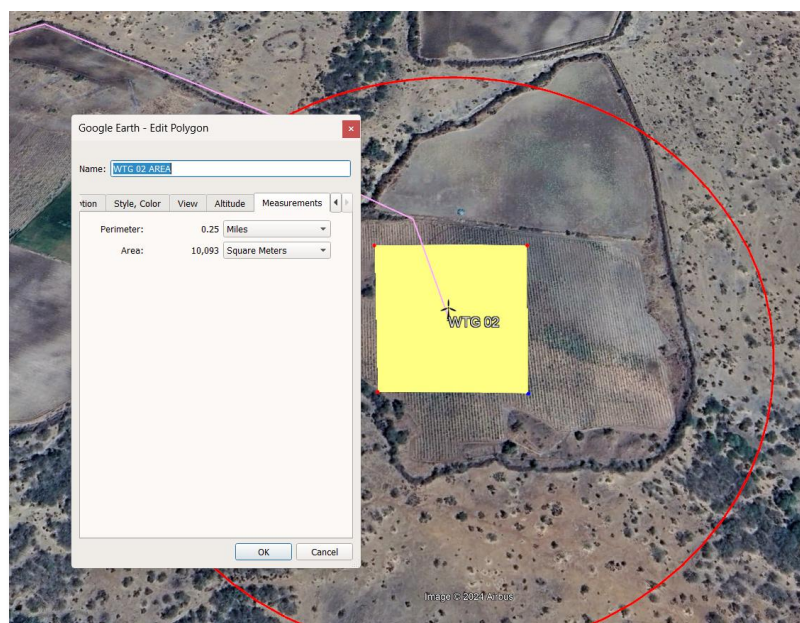 Google Earth - Edit Polygon
Name: WTG 02 AREA
ption Style, Color View Altitude Measurements
Perimeter: 0.25 Miles
Area: 10,093 Square Meters
WTG 02
OK Cancel
Image © 2024 Airbus